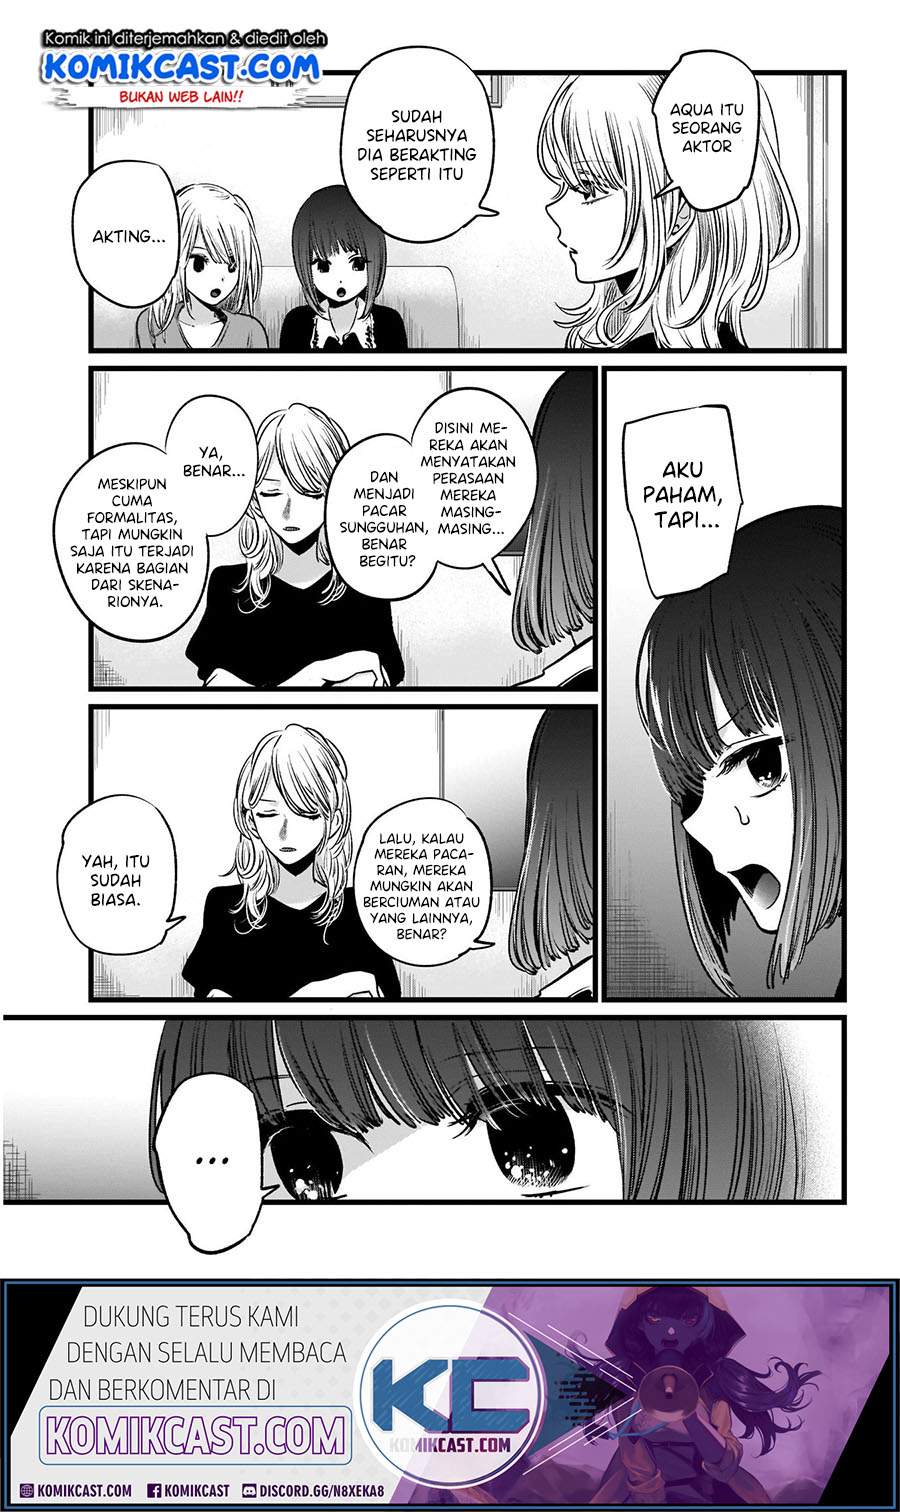 Komik ini diterjemahkan & diedit oleh
KOMIKCAST.COM
BUKAN WEB LAIN!!
AQUA ITU
SEORANG
AKTOR
SUDAH
SEHARUSNYA
DIA BERAKTING
SEPERTI ITU
AKTING...
AKU
PAHAM,
TAPI...
DISINI ME-
REKA AKAN
MENYATAKAN
PERASAAN
MEREKA
MASING-
MASING...
DAN
MENJADI
PACAR
SUNGGUHAN,
BENAR
BEGITU?
YA,
BENAR...
MESKIPUN
CUMA
FORMALITAS,
TAPI MUNGKIN
SAJA ITU TERJADI
KARENA BAGIAN
DARI SKENA-
RIONYA.
LALU, KALAU
MEREKA PACA-
RAN, MEREKA
MUNGKIN AKAN
BERCIUMAN ATAU
YANG LAINNYA,
BENAR?
YAH, ITU
SUDAH
BIASA.
...
DUKUNG TERUS KAMI
DENGAN SELALU MEMBACA
DAN BERKOMENTAR DI
KOMIKCAST.COM
KC
KOMIKCAST.COM
KOMIKCAST.COM KOMIKCAST DISCORD.GG/N8XEKA8